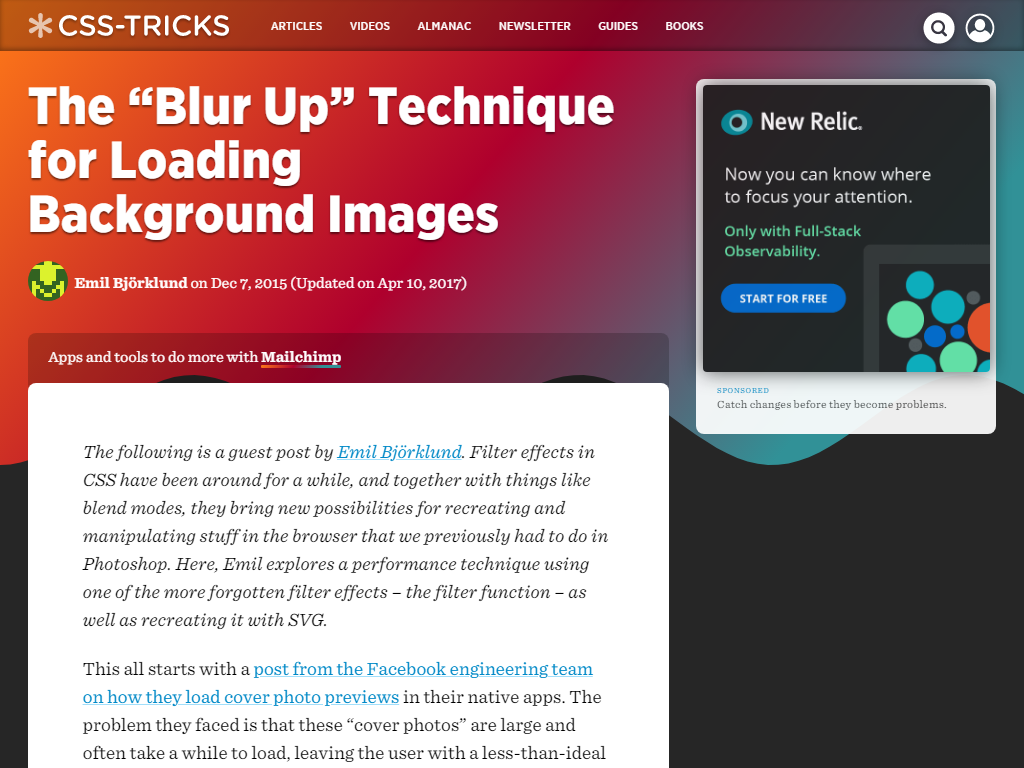 CSS-TRICKS
ARTICLES VIDEOS ALMANAC NEWSLETTER GUIDES BOOKS
The “Blur Up” Technique
for Loading
Background Images
Emil Björklund on Dec 7, 2015 (Updated on Apr 10, 2017)
Apps and tools to do more with Mailchimp
The following is a guest post by Emil Björklund. Filter effects in
CSS have been around for a while, and together with things like
blend modes, they bring new possibilities for recreating and
manipulating stuff in the browser that we previously had to do in
Photoshop. Here, Emil explores a performance technique using
one of the more forgotten filter effects – the filter function – as
well as recreating it with SVG.
This all starts with a post from the Facebook engineering team
on how they load cover photo previews in their native apps. The
problem they faced is that these “cover photos” are large and
often take a while to load, leaving the user with a less-than-ideal
New Relic.
Now you can know where
to focus your attention.
Only with Full-Stack
Observability.
START FOR FREE
SPONSORED
Catch changes before they become problems.